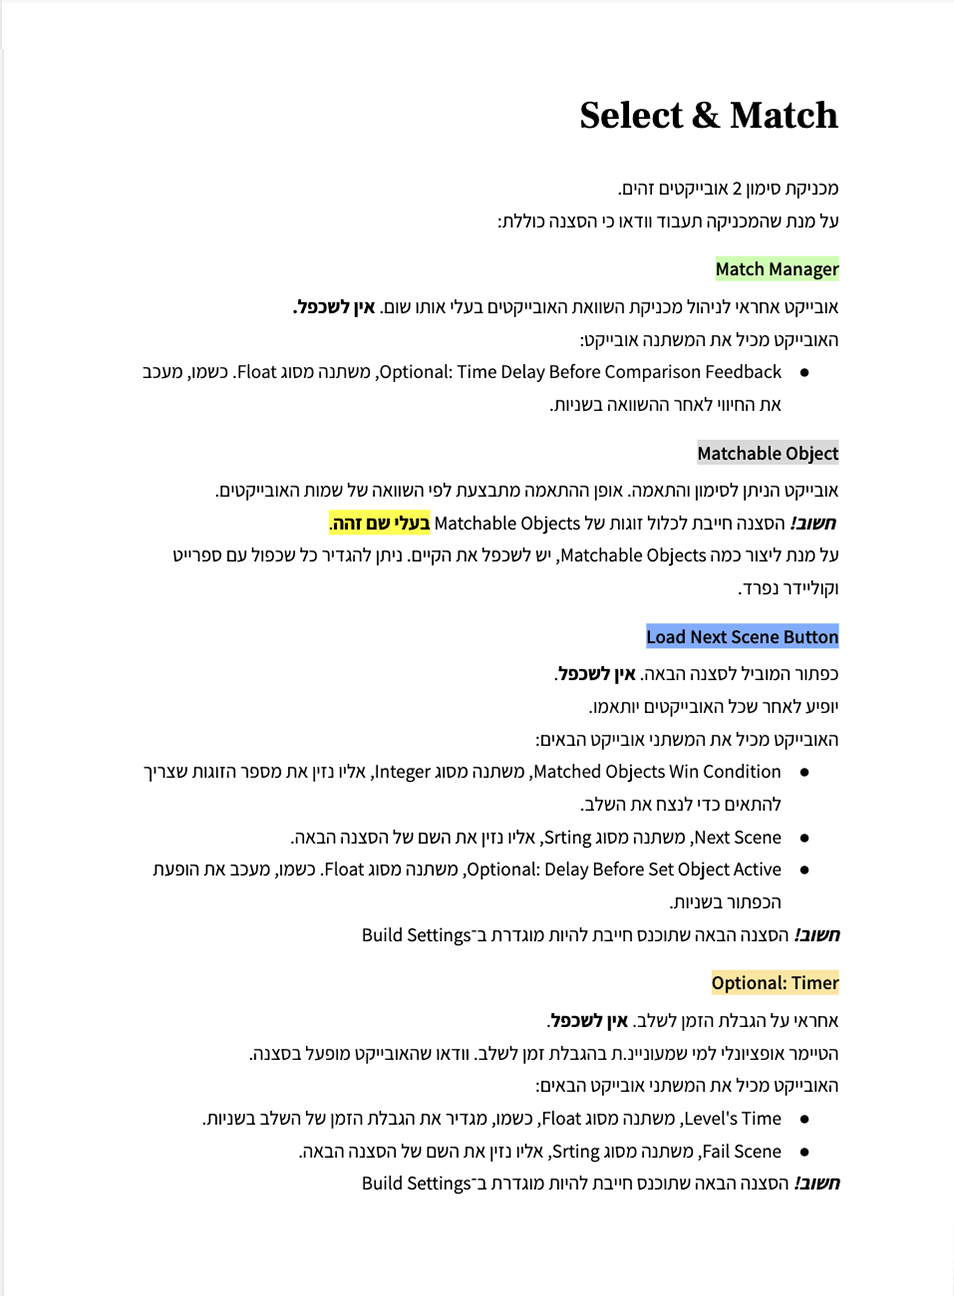 Select & Match
מכניקת סימון 2 אובייקטים זהים.
על מנת שהמכניקה תעבוד וודאו כי הסצנה כוללת:
Match Manager
אובייקט אחראי לניהול מכניקת השוואת האובייקטים בעלי אותו שום. אין לשכפל.
האובייקט מכיל את המשתנה אובייקט:
● Optional: Time Delay Before Comparison Feedback, משתנה מסוג Float. כשמו, מעכב
את החיווי לאחר ההשוואה בשניות.
Matchable Object
אובייקט הניתן לסימון והתאמה. אופן ההתאמה מתבצעת לפי השוואה של שמות האובייקטים.
חשוב! הסצנה חייבת לכלול זוגות של Matchable Objects בעלי שם זהה.
על מנת ליצור כמה Matchable Objects, יש לשכפל את הקיים. ניתן להגדיר כל שכפול עם ספרייט
וקוליידר נפרד.
Load Next Scene Button
כפתור המוביל לסצנה הבאה. אין לשכפל.
יופיע לאחר שכל האובייקטים יותאמו.
האובייקט מכיל את המשתני אובייקט הבאים:
● Matched Objects Win Condition, משתנה מסוג Integer, אליו נזין את מספר הזוגות שצריך
להתאים כדי לנצח את השלב.
● Next Scene, משתנה מסוג Srting, אליו נזין את השם של הסצנה הבאה.
● Optional: Delay Before Set Object Active, משתנה מסוג Float. כשמו, מעכב את הופעת
הכפתור בשניות.
חשוב! הסצנה הבאה שתוכנס חייבת להיות מוגדרת ב־Build Settings
Optional: Timer
אחראי על הגבלת הזמן לשלב. אין לשכפל.
הטיימר אופציונלי למי שמעוניינ.ת בהגבלת זמן לשלב. וודאו שהאובייקט מופעל בסצנה.
האובייקט מכיל את המשתני אובייקט הבאים:
● Level's Time, משתנה מסוג Float, כשמו, מגדיר את הגבלת הזמן של השלב בשניות.
● Fail Scene, משתנה מסוג Srting, אליו נזין את השם של הסצנה הבאה.
חשוב! הסצנה הבאה שתוכנס חייבת להיות מוגדרת ב־Build Settings